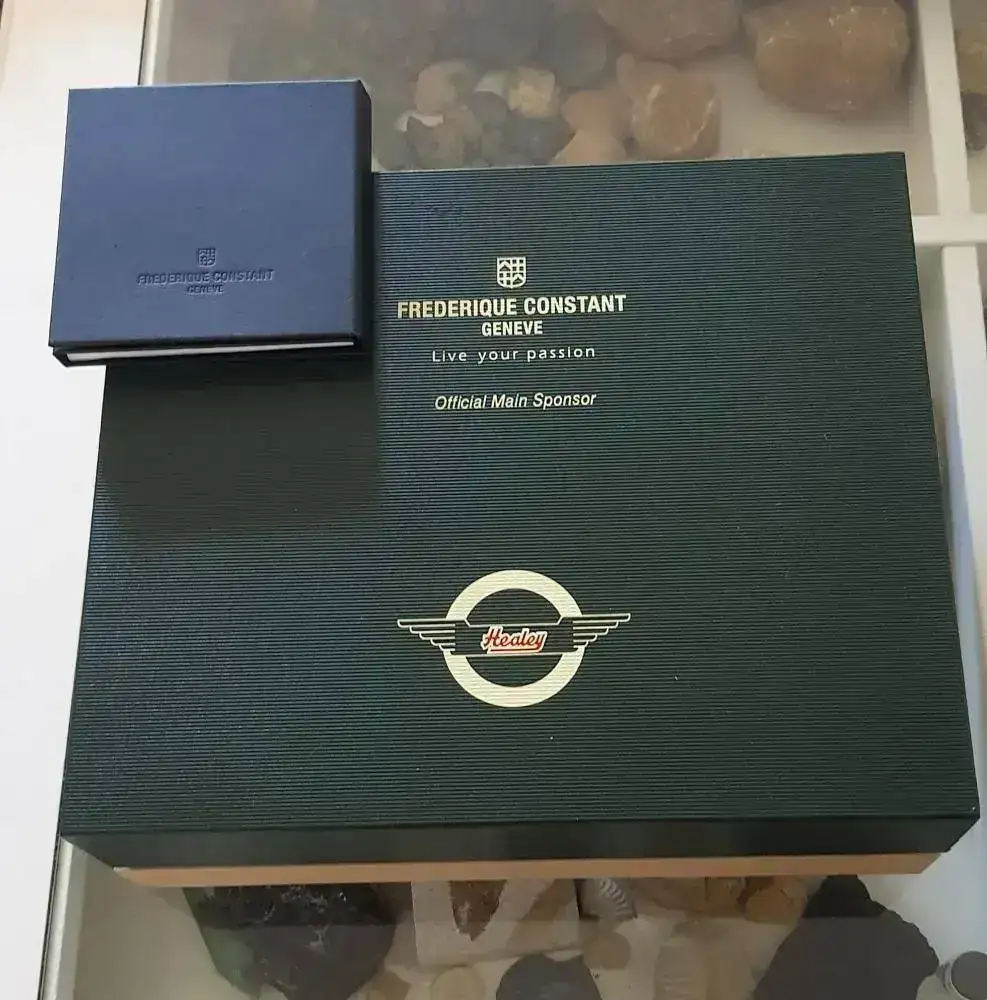 FREDERIQUE CONSTANT
GENEVE
FREDERIQUE CONSTANT
GENEVE
Live your passion
Official Main Sponsor
Healey